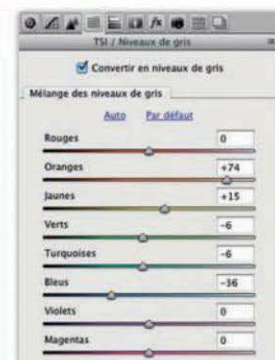 TSI / Niveaux de gris
Convertir en niveaux de gris
Mélange des niveaux de gris
Auto Par défaut
Rouges 0
Oranges +74
Jaunes +15
Verts -6
Turquoises -6
Bleus -36
Violets 0
Magentas 0